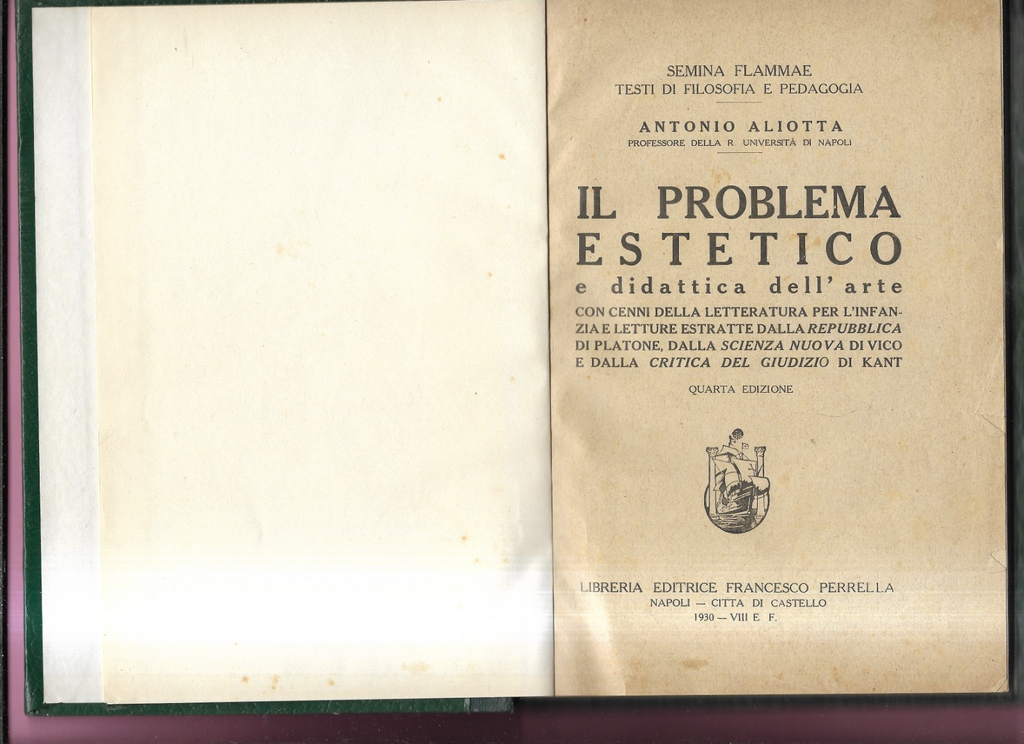 SEMINA FLAMMAE
TESTI DI FILOSOFIA E PEDAGOGIA
ANTONIO ALIOTTA
PROFESSORE DELLA R. UNIVERSITÀ DI NAPOLI
IL PROBLEMA
ESTETICO
e didattica dell' arte
CON CENNI DELLA LETTERATURA PER L'INFAN-
ZIA E LETTURE ESTRATTE DALLA REPUBBLICA
DI PLATONE, DALLA SCIENZA NUOVA DI VICO
E DALLA CRITICA DEL GIUDIZIO DI KANT
QUARTA EDIZIONE
LIBRERIA EDITRICE FRANCESCO PERRELLA
NAPOLI — CITTA DI CASTELLO
1930 — VIII E. F.